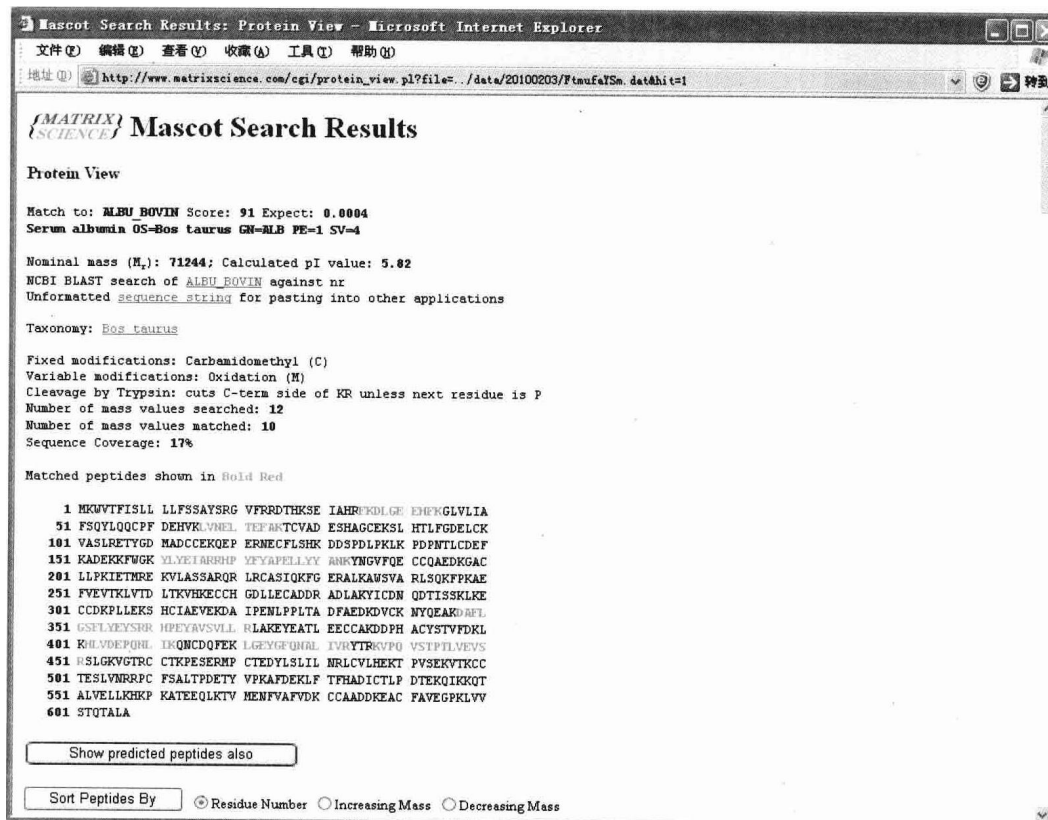 Mascot Search Results: Protein View - Microsoft Internet Explorer
文件(F) 编辑(E) 查看(V) 收藏(A) 工具(T) 帮助(H)
地址(D) http://www.matrixscience.com/cgi/protein_view.pl?file=../data/20100203/FtmufaYSm.dat&hit=1 转到
{MATRIX SCIENCE} Mascot Search Results
Protein View
Match to: ALBU_BOVIN Score: 91 Expect: 0.0004
Serum albumin OS=Bos taurus GN=ALB PE=1 SV=4
Nominal mass (Mr): 71244; Calculated pI value: 5.82
NCBI BLAST search of ALBU_BOVIN against nr
Unformatted sequence string for pasting into other applications
Taxonomy: Bos taurus
Fixed modifications: Carbamidomethyl (C)
Variable modifications: Oxidation (M)
Cleavage by Trypsin: cuts C-term side of KR unless next residue is P
Number of mass values searched: 12
Number of mass values matched: 10
Sequence Coverage: 17%
Matched peptides shown in Bold Red
1 MKWVTFISLL LLFSSAYSRG VFRRDTHKSE IAHRFKDLGE EHFKGLVLIA
51 FSQYLQQCPF DEHVKLVNEL TEFAKTCVAD ESHAGCEKSL HTLFGDELCK
101 VASLRETYGD MADCCEKQEP ERNECFLSHK DDSPDLPKLK PDPNTLCDEF
151 KADEKKFWGK YLYEIARRHP YFYAPELLYY ANKYNGVFQE CCQAEDKGAC
201 LLPKIETMRE KVLASSARQR LRCASIQKFG ERALKAWSVA RLSQKFPKAE
251 FVEVTKLVTD LTKVHKECCH GDLLECADDR ADLAKYICDN QDTISSKLKE
301 CCDKPLLEKS HCIAEVEKDA IPENLPPLTA DFAEDKDVCK NYQEAKDAFL
351 GSFLYEYSRR HPEYAVSVLL RLAKEYEATL EECCAKDDPH ACYSTVFDKL
401 KHLVDEPQNL IKQNCDQFEK LGEYGFQNAL IVRYTRKVPQ VSTPTLVEVS
451 RSLGKVGTRC CTKPESERMP CTEDYLSLIL NRLCVLHEKT PVSEKVTKCC
501 TESLVNRRPC FSALTPDETY VPKAFDEKLF TFHADICTLP DTEKQIKKQT
551 ALVELLKHKP KATEEQLKTV MENFVAFVDK CCAADDKEAC FAVEGPKLVV
601 STQTALA
Show predicted peptides also
Sort Peptides By Residue Number Increasing Mass Decreasing Mass